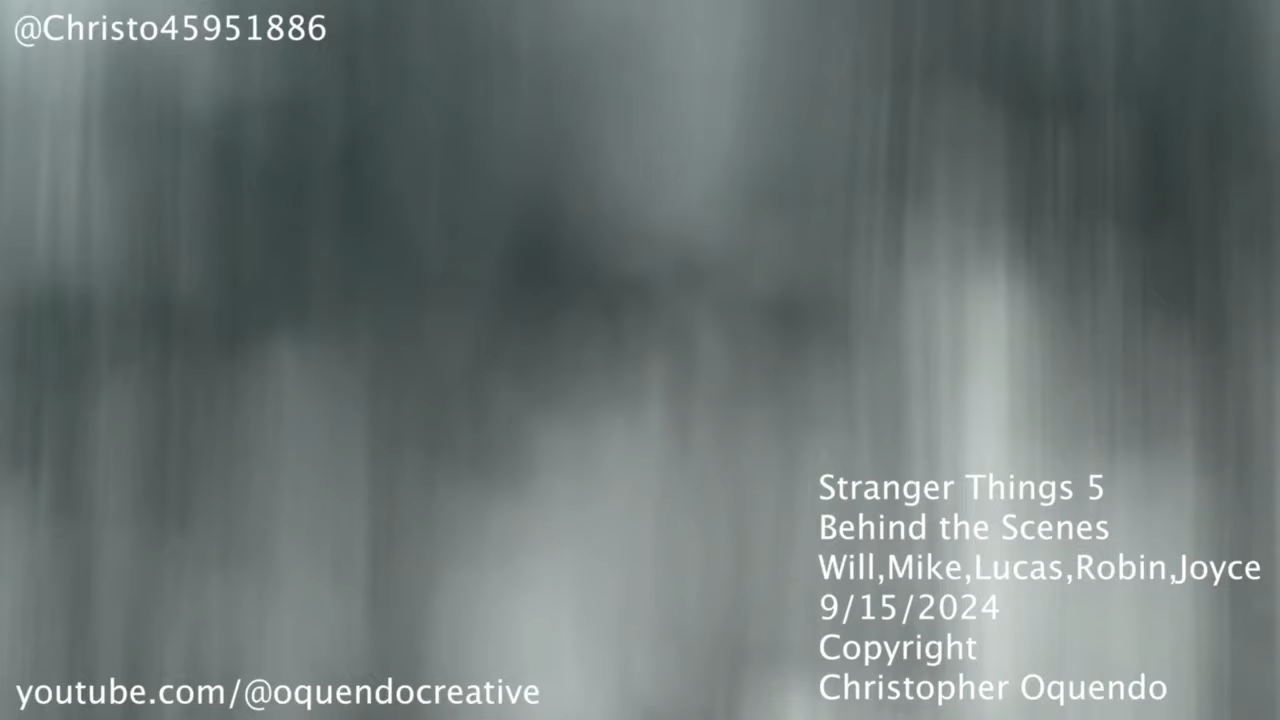 @Christo45951886
Stranger Things 5
Behind the Scenes
Will,Mike,Lucas,Robin,Joyce
9/15/2024
Copyright
Christopher Oquendo
youtube.com/@oquendocreative